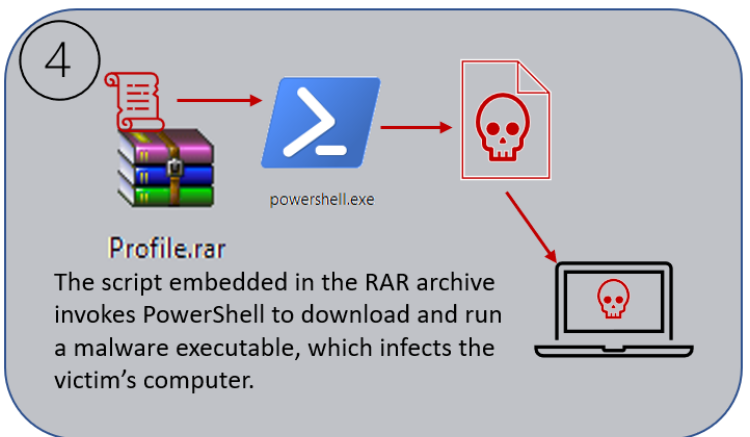 4
powershell.exe
Profile.rar
The script embedded in the RAR archive
invokes PowerShell to download and run
a malware executable, which infects the
victim’s computer.